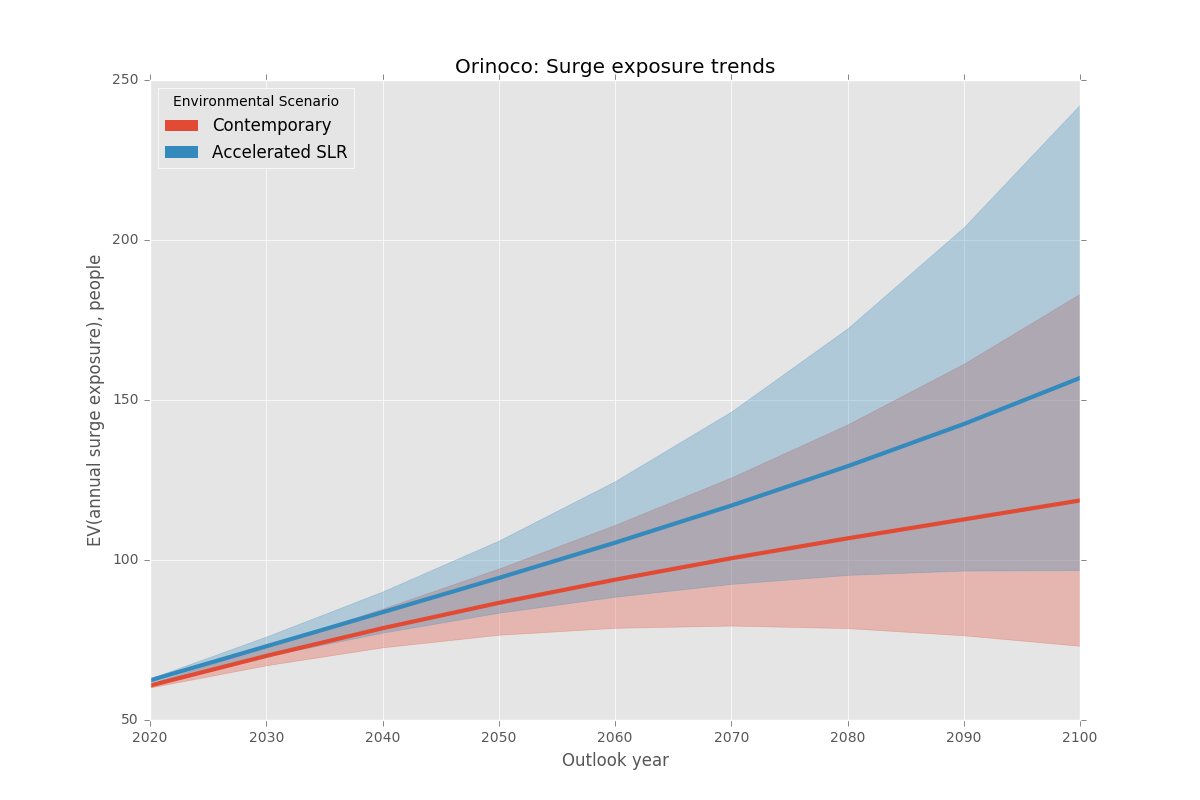 Orinoco: Surge exposure trends
Environmental Scenario
Contemporary
Accelerated SLR
EV(annual surge exposure), people
250
200
150
100
50
2020 2030 2040 2050 2060 2070 2080 2090 2100
Outlook year